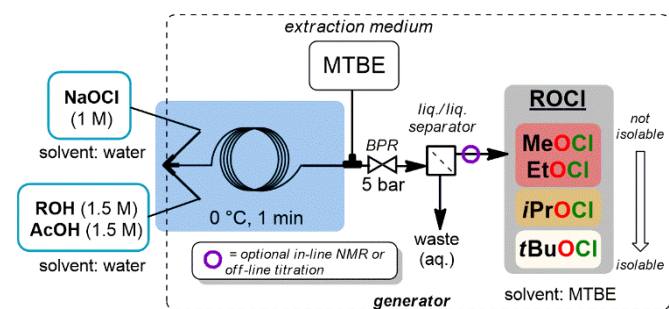 extraction medium
MTBE
NaOCl
(1 M)
solvent: water
ROH (1.5 M)
AcOH (1.5 M)
solvent: water
0 °C, 1 min
BPR
5 bar
liq./liq.
separator
waste
(aq.)
= optional in-line NMR or
off-line titration
generator
ROCl
MeOCl
EtOCl
iPrOCl
tBuOCl
solvent: MTBE
not
isolable
isolable